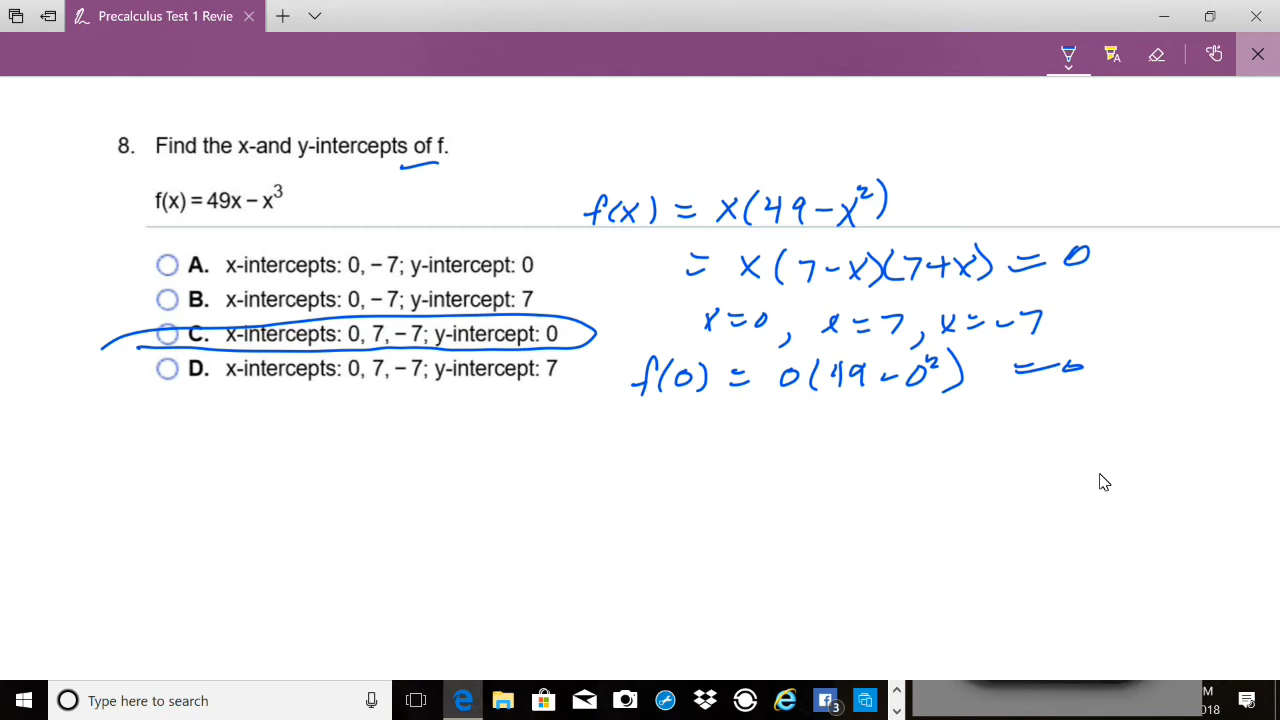 Precalculus Test 1 Revie
8. Find the x-and y-intercepts of f.
f(x) = 49x − x³
A. x-intercepts: 0, − 7; y-intercept: 0
B. x-intercepts: 0, − 7; y-intercept: 7
C. x-intercepts: 0, 7, − 7; y-intercept: 0
D. x-intercepts: 0, 7, − 7; y-intercept: 7
f(x) = x(49-x²)
= x(7-x)(7+x) = 0
x=0, x=7, x=-7
f(0) = 0(49-0²) = 0
Type here to search
3
M
018